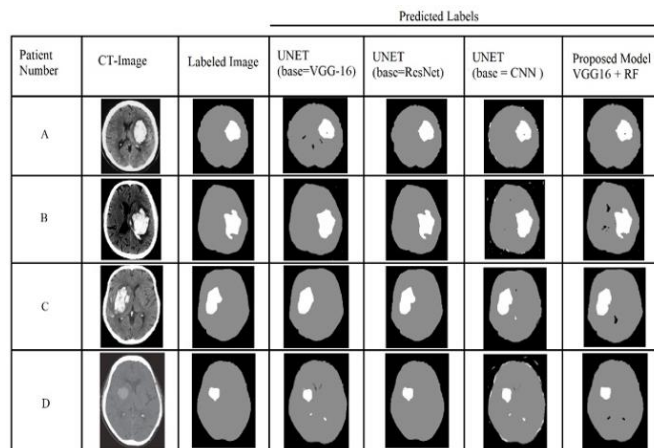 Predicted Labels
Patient
Number
CT-Image
Labeled Image
UNET
(base=VGG-16)
UNET
(base=ResNet)
UNET
(base = CNN )
Proposed Model
VGG16 + RF
A
B
C
D